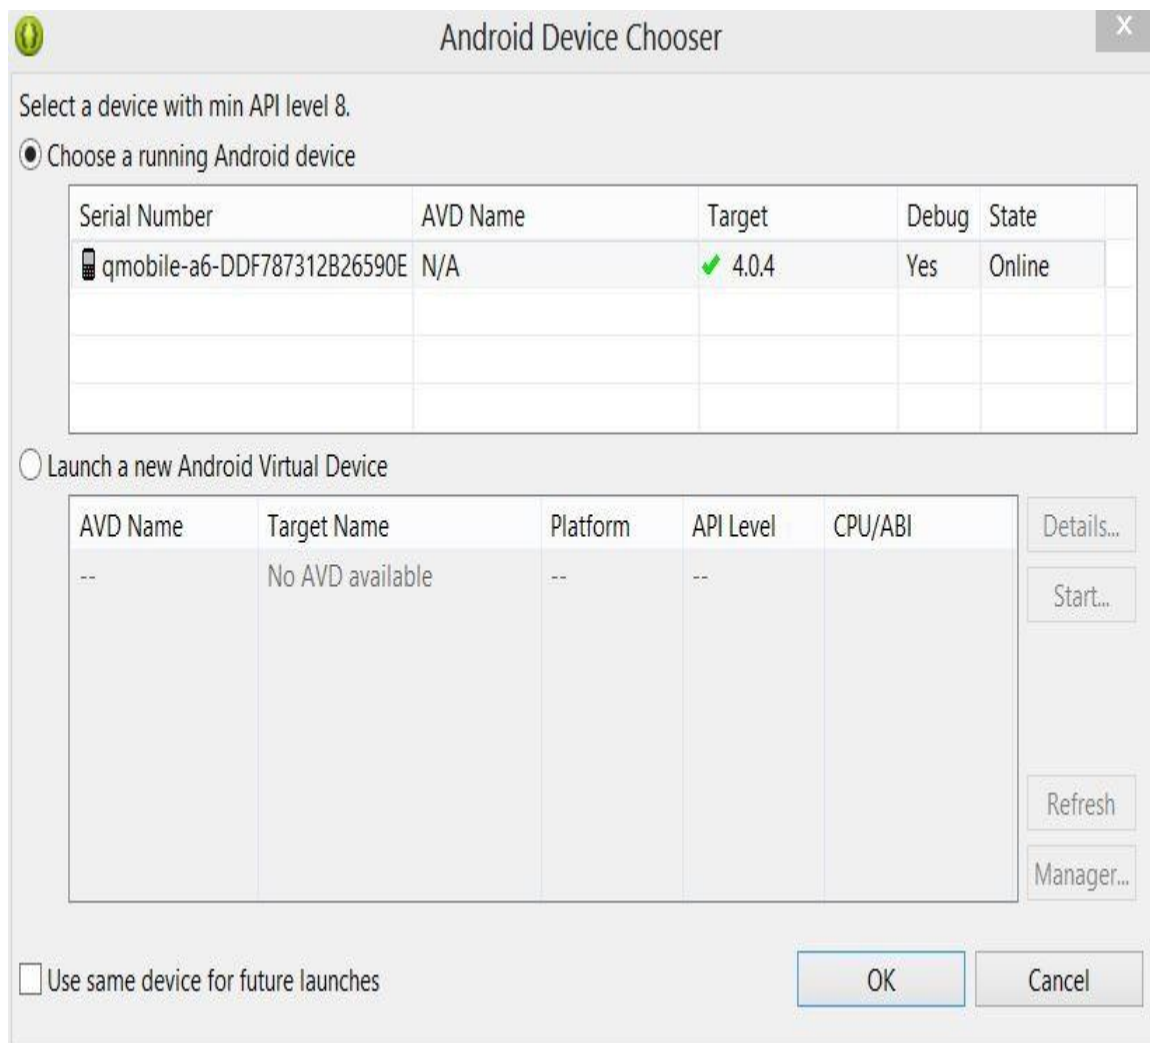 Android Device Chooser
X
Select a device with min API level 8.
Choose a running Android device
Serial Number AVD Name Target Debug State
qmobile-a6-DDF787312B26590E N/A 4.0.4 Yes Online
Launch a new Android Virtual Device
AVD Name Target Name Platform API Level CPU/ABI
Details...
-- No AVD available -- --
Start...
Refresh
Manager...
Use same device for future launches
OK Cancel